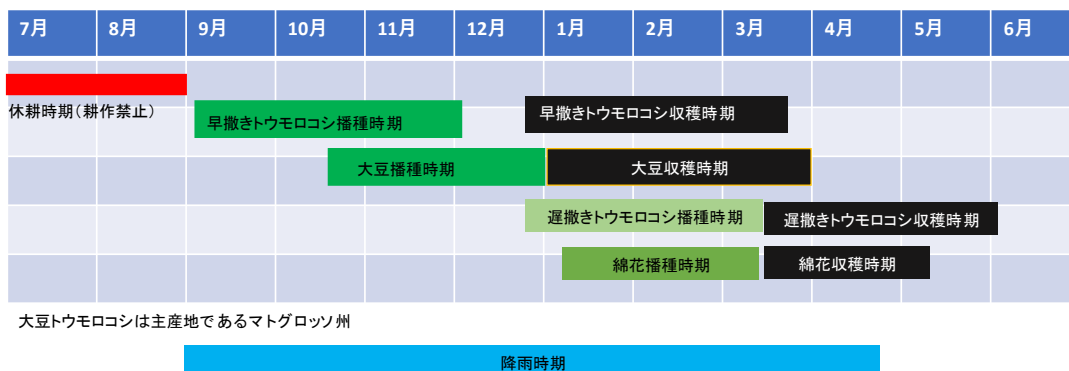 7月 8月 9月 10月 11月 12月 1月 2月 3月 4月 5月 6月
休耕時期(耕作禁止)
早撒きトウモロコシ播種時期
早撒きトウモロコシ収穫時期
大豆播種時期
大豆収穫時期
遅撒きトウモロコシ播種時期
遅撒きトウモロコシ収穫時期
綿花播種時期
綿花収穫時期
大豆トウモロコシは主産地であるマトグロッソ州
降雨時期